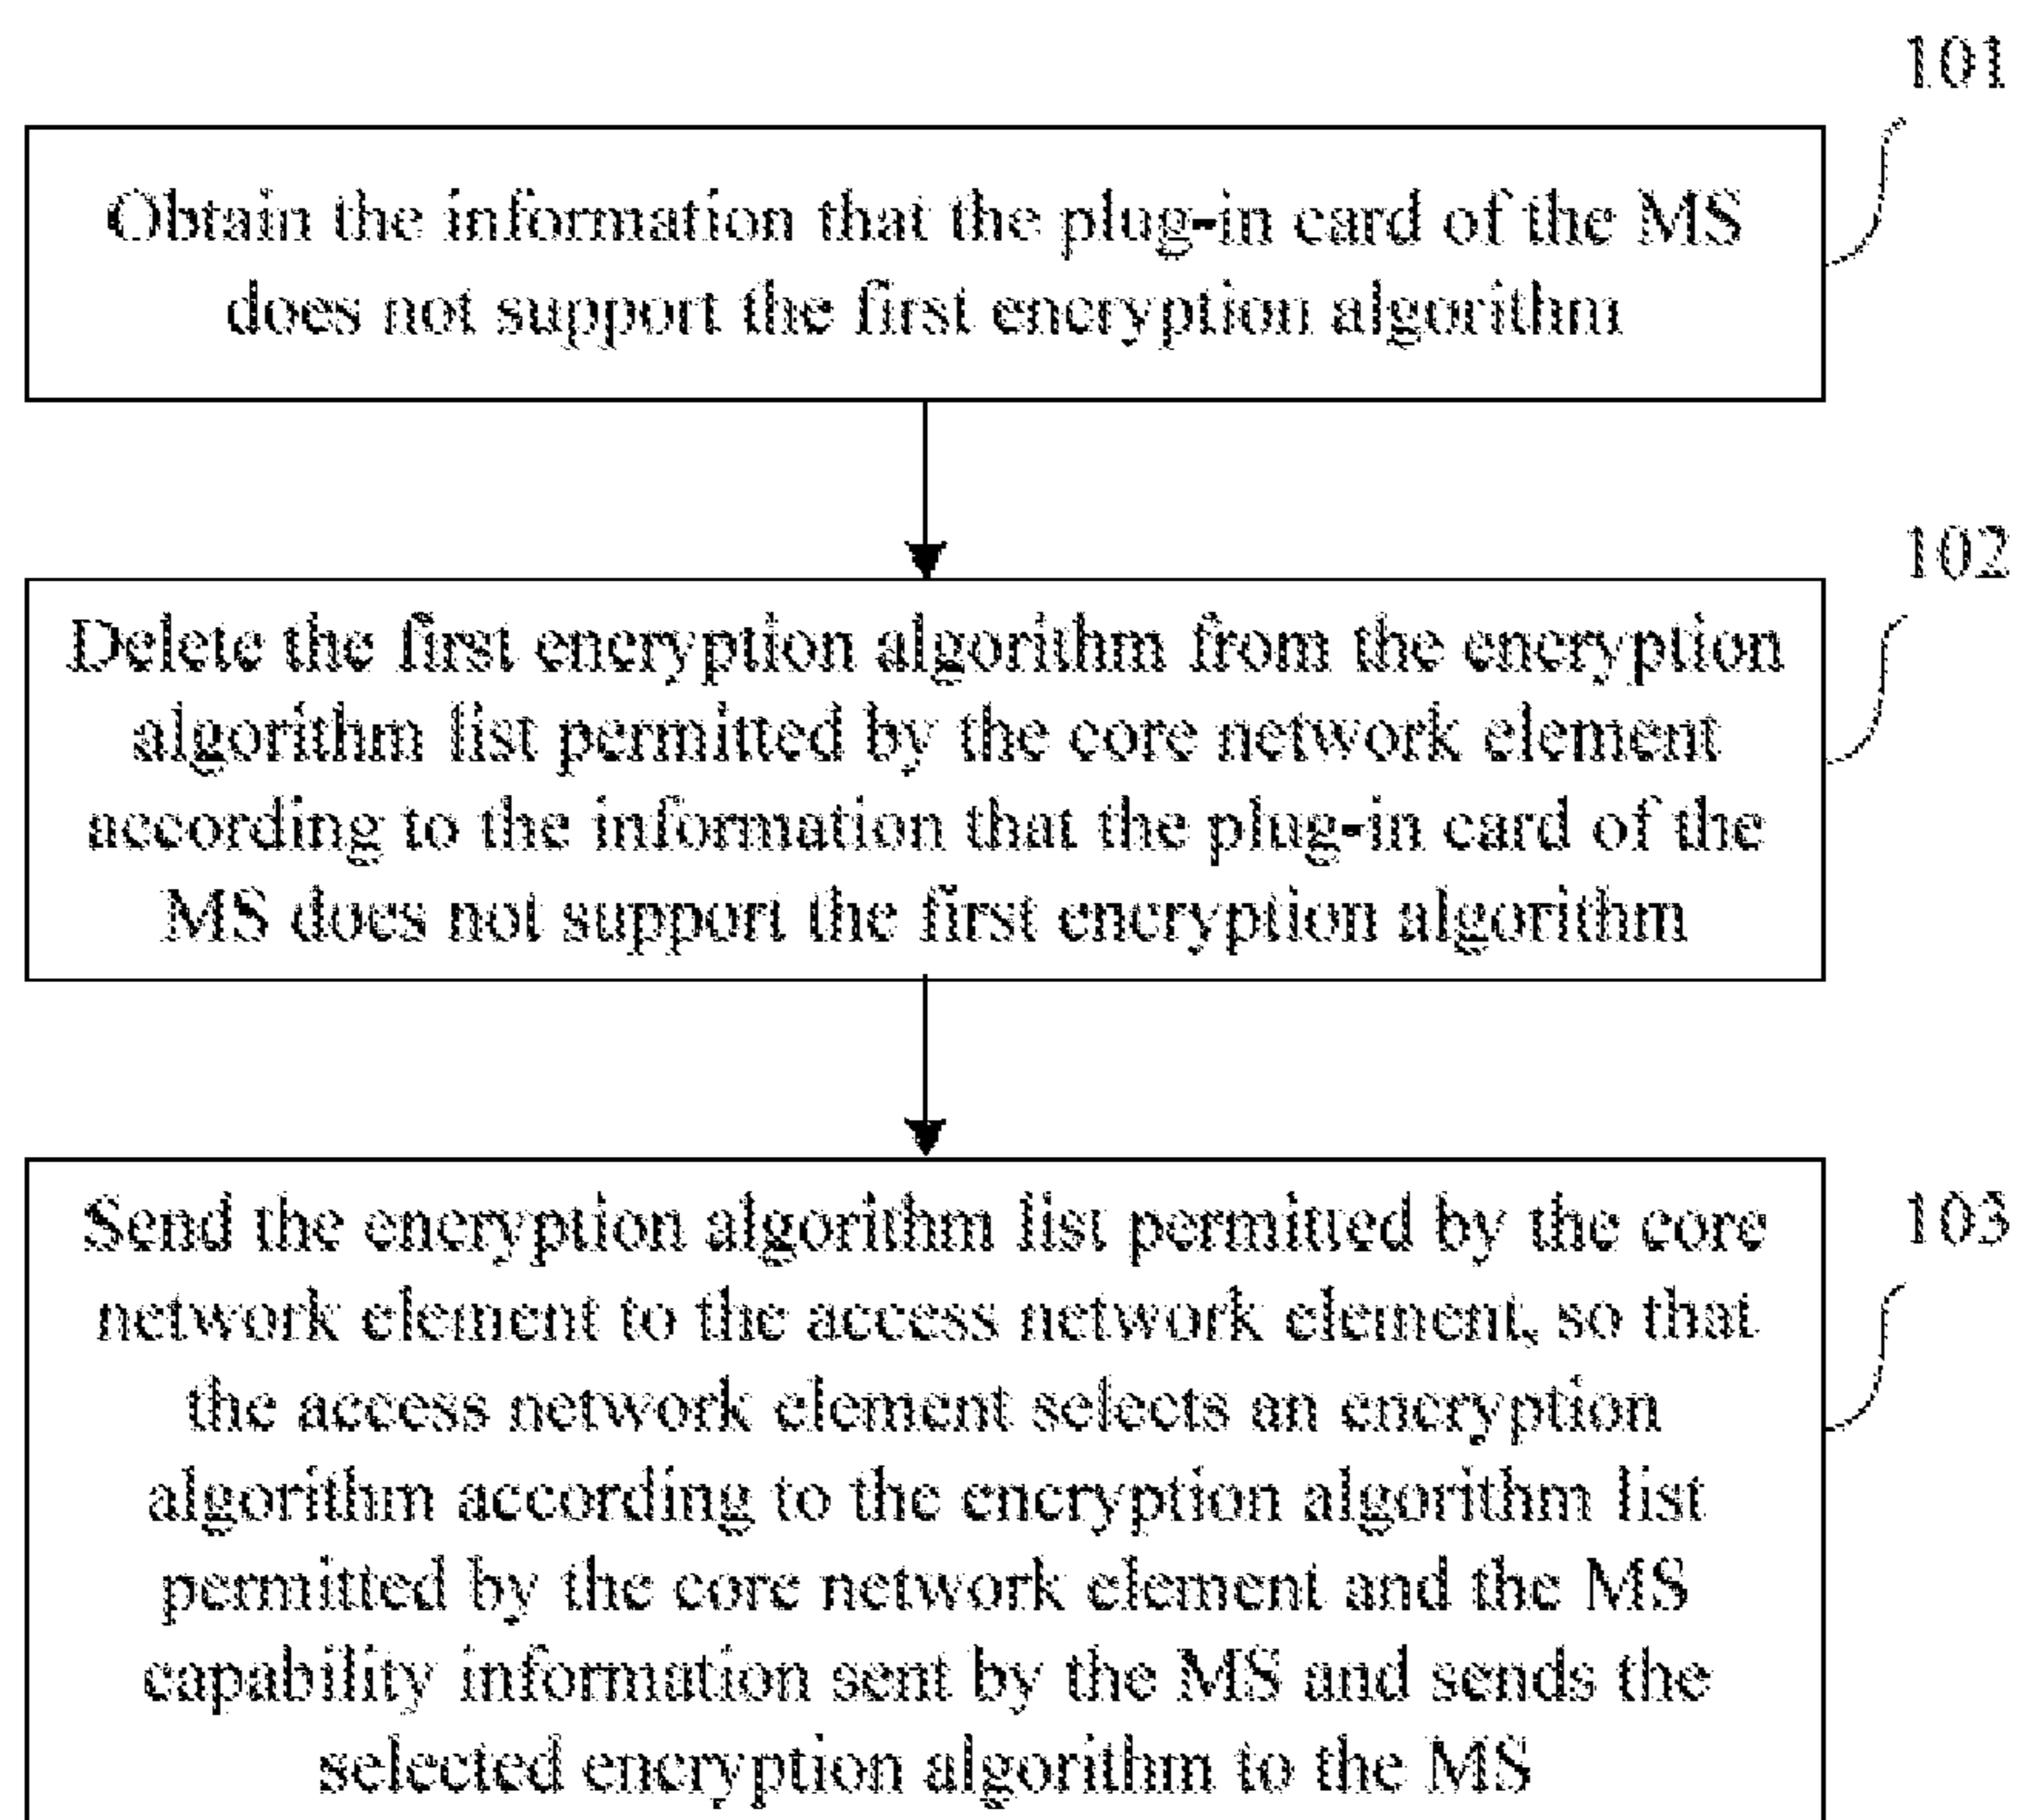 101
Obtain the information that the plug-in card of the MS
does not support the first encryption algorithm
102
Delete the first encryption algorithm from the encryption
algorithm list permitted by the core network element
according to the information that the plug-in card of the
MS does not support the first encryption algorithm
103
Send the encryption algorithm list permitted by the core
network element to the access network element, so that
the access network element selects an encryption
algorithm according to the encryption algorithm list
permitted by the core network element and the MS
capability information sent by the MS and sends the
selected encryption algorithm to the MS